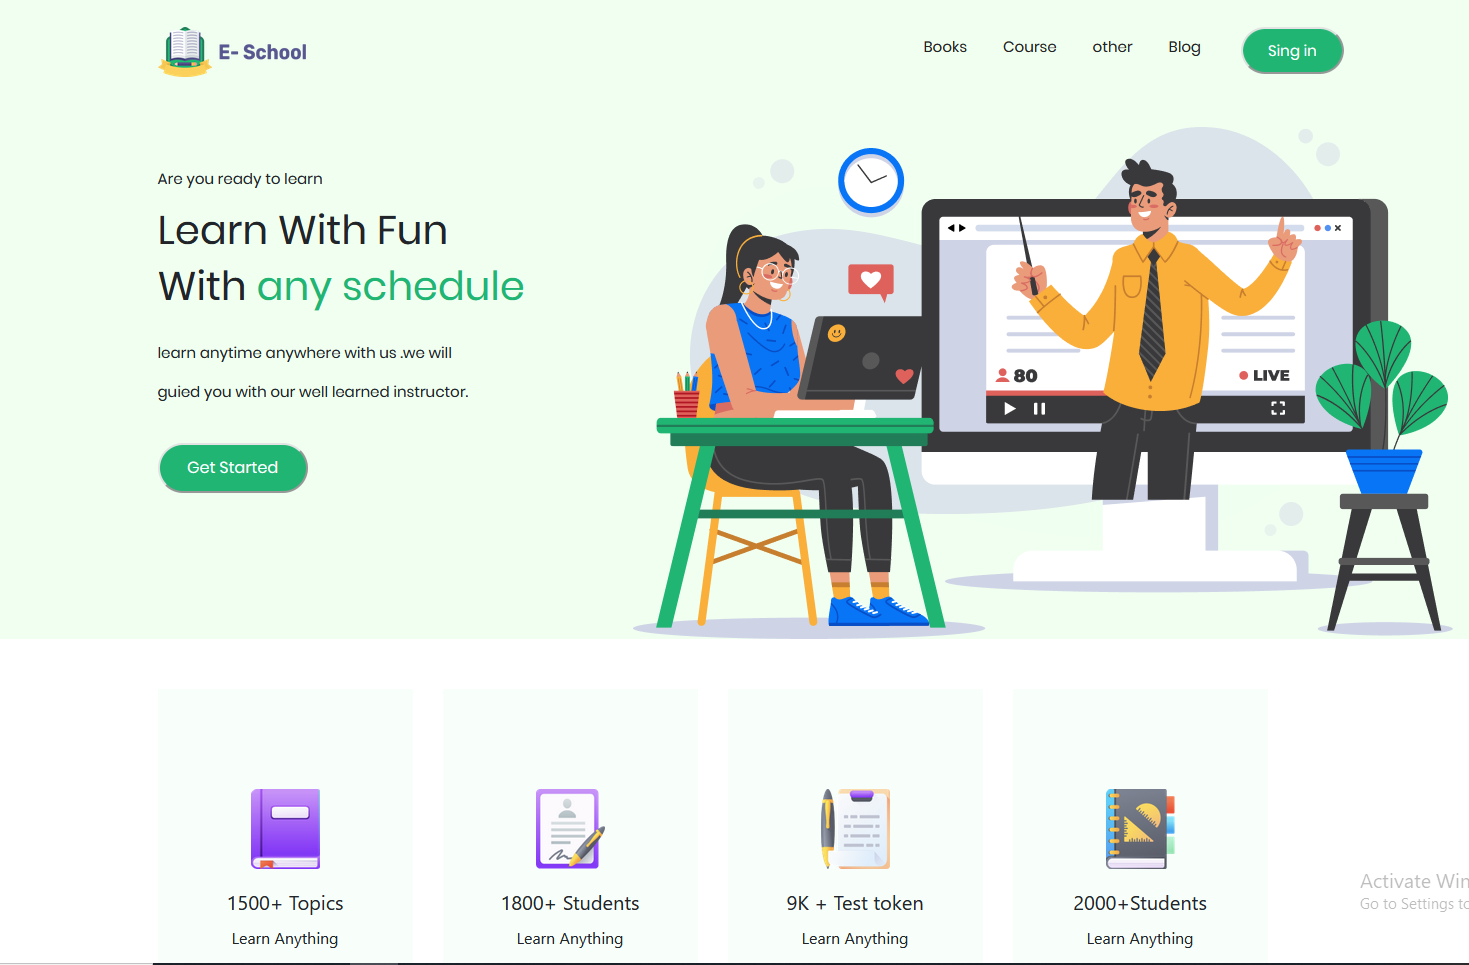 E- School
Books
Course
other
Blog
Sing in
Are you ready to learn
Learn With Fun
With any schedule
learn anytime anywhere with us .we will
guied you with our well learned instructor.
Get Started
80
LIVE
1500+ Topics
Learn Anything
1800+ Students
Learn Anything
9K + Test token
Learn Anything
2000+Students
Learn Anything
Activate Win
Go to Settings to